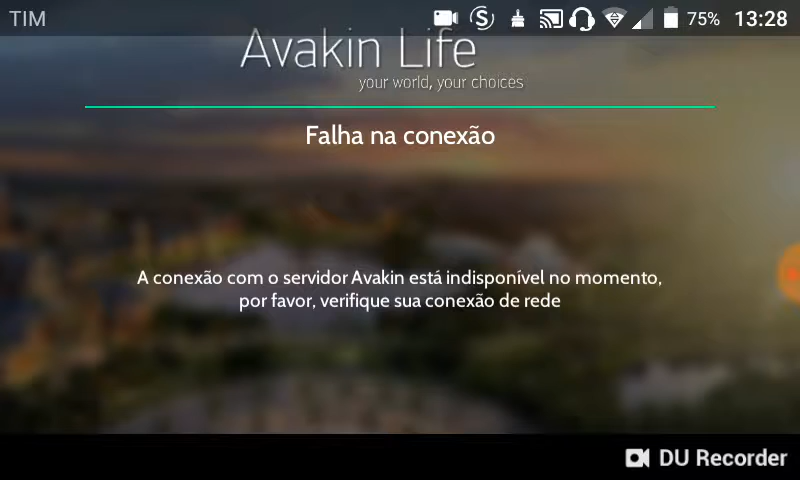 TIM 75% 13:28
Avakin Life
your world, your choices
Falha na conexão
A conexão com o servidor Avakin está indisponível no momento,
por favor, verifique sua conexão de rede
DU Recorder